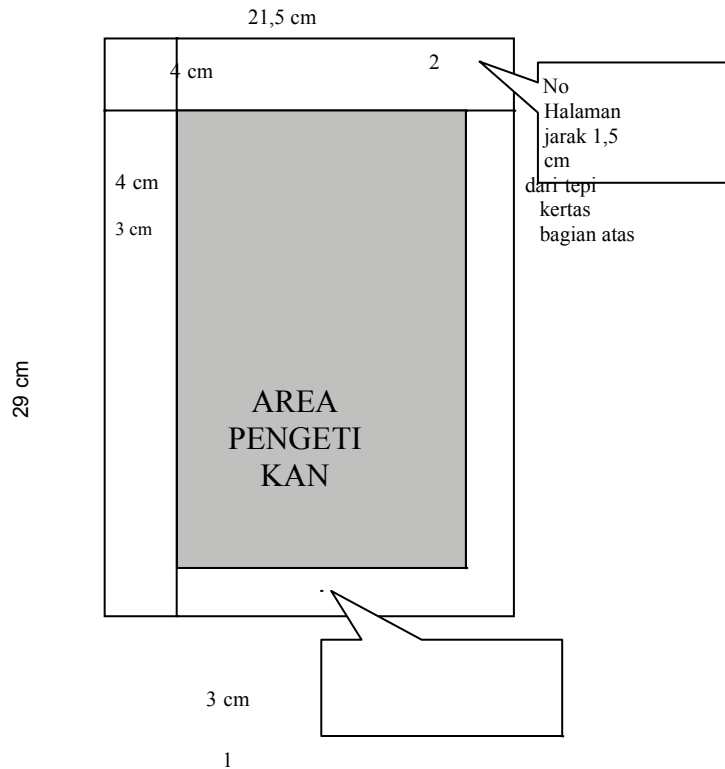 21,5 cm
4 cm
2
No
Halaman
jarak 1,5
cm
dari tepi
kertas
bagian atas
4 cm
3 cm
29 cm
AREA
PENGETI
KAN
3 cm
1